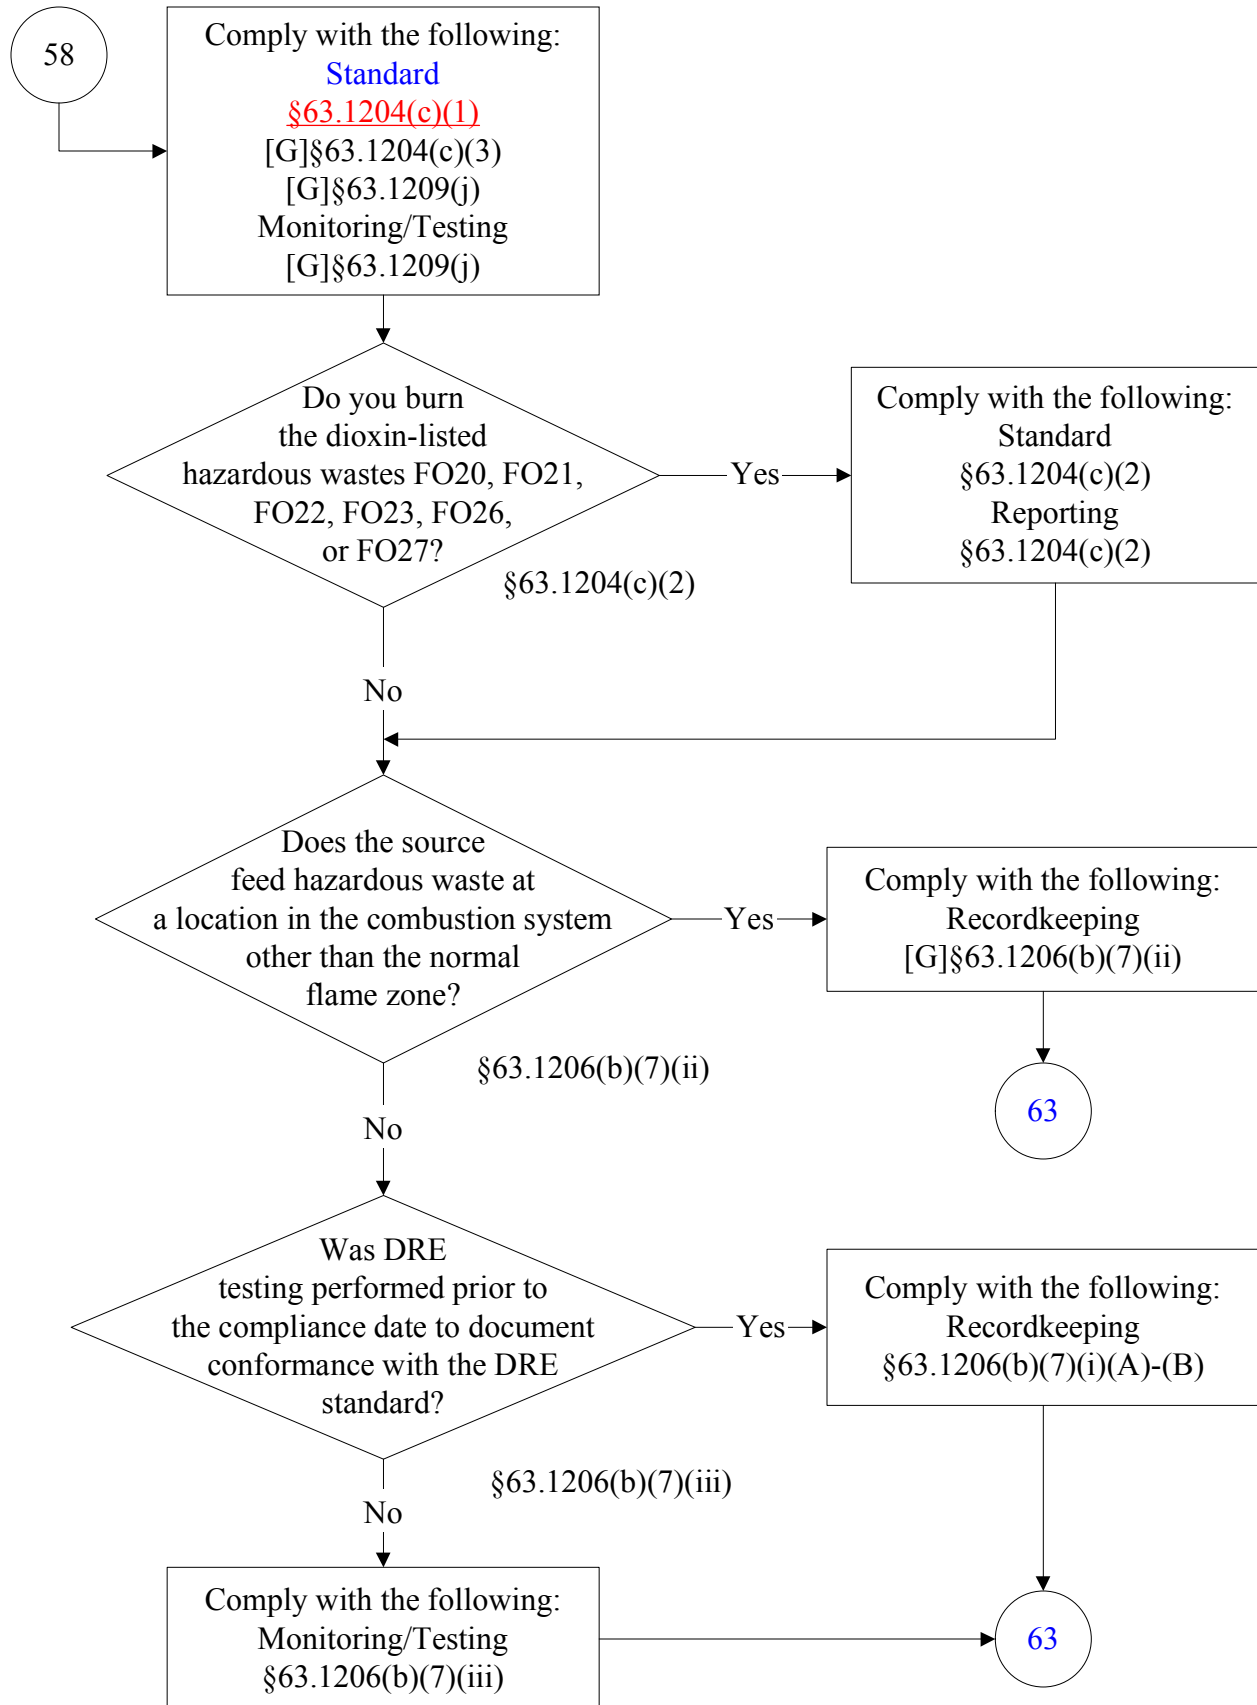 58
Comply with the following:
Standard
§63.1204(c)(1)
[G]§63.1204(c)(3)
[G]§63.1209(j)
Monitoring/Testing
[G]§63.1209(j)
Do you burn
the dioxin-listed
hazardous wastes FO20, FO21,
FO22, FO23, FO26,
or FO27?
Yes
§63.1204(c)(2)
Comply with the following:
Standard
§63.1204(c)(2)
Reporting
§63.1204(c)(2)
No
Does the source
feed hazardous waste at
a location in the combustion system
other than the normal
flame zone?
Yes
§63.1206(b)(7)(ii)
Comply with the following:
Recordkeeping
[G]§63.1206(b)(7)(ii)
63
No
Was DRE
testing performed prior to
the compliance date to document
conformance with the DRE
standard?
Yes
§63.1206(b)(7)(iii)
Comply with the following:
Recordkeeping
§63.1206(b)(7)(i)(A)-(B)
No
Comply with the following:
Monitoring/Testing
§63.1206(b)(7)(iii)
63